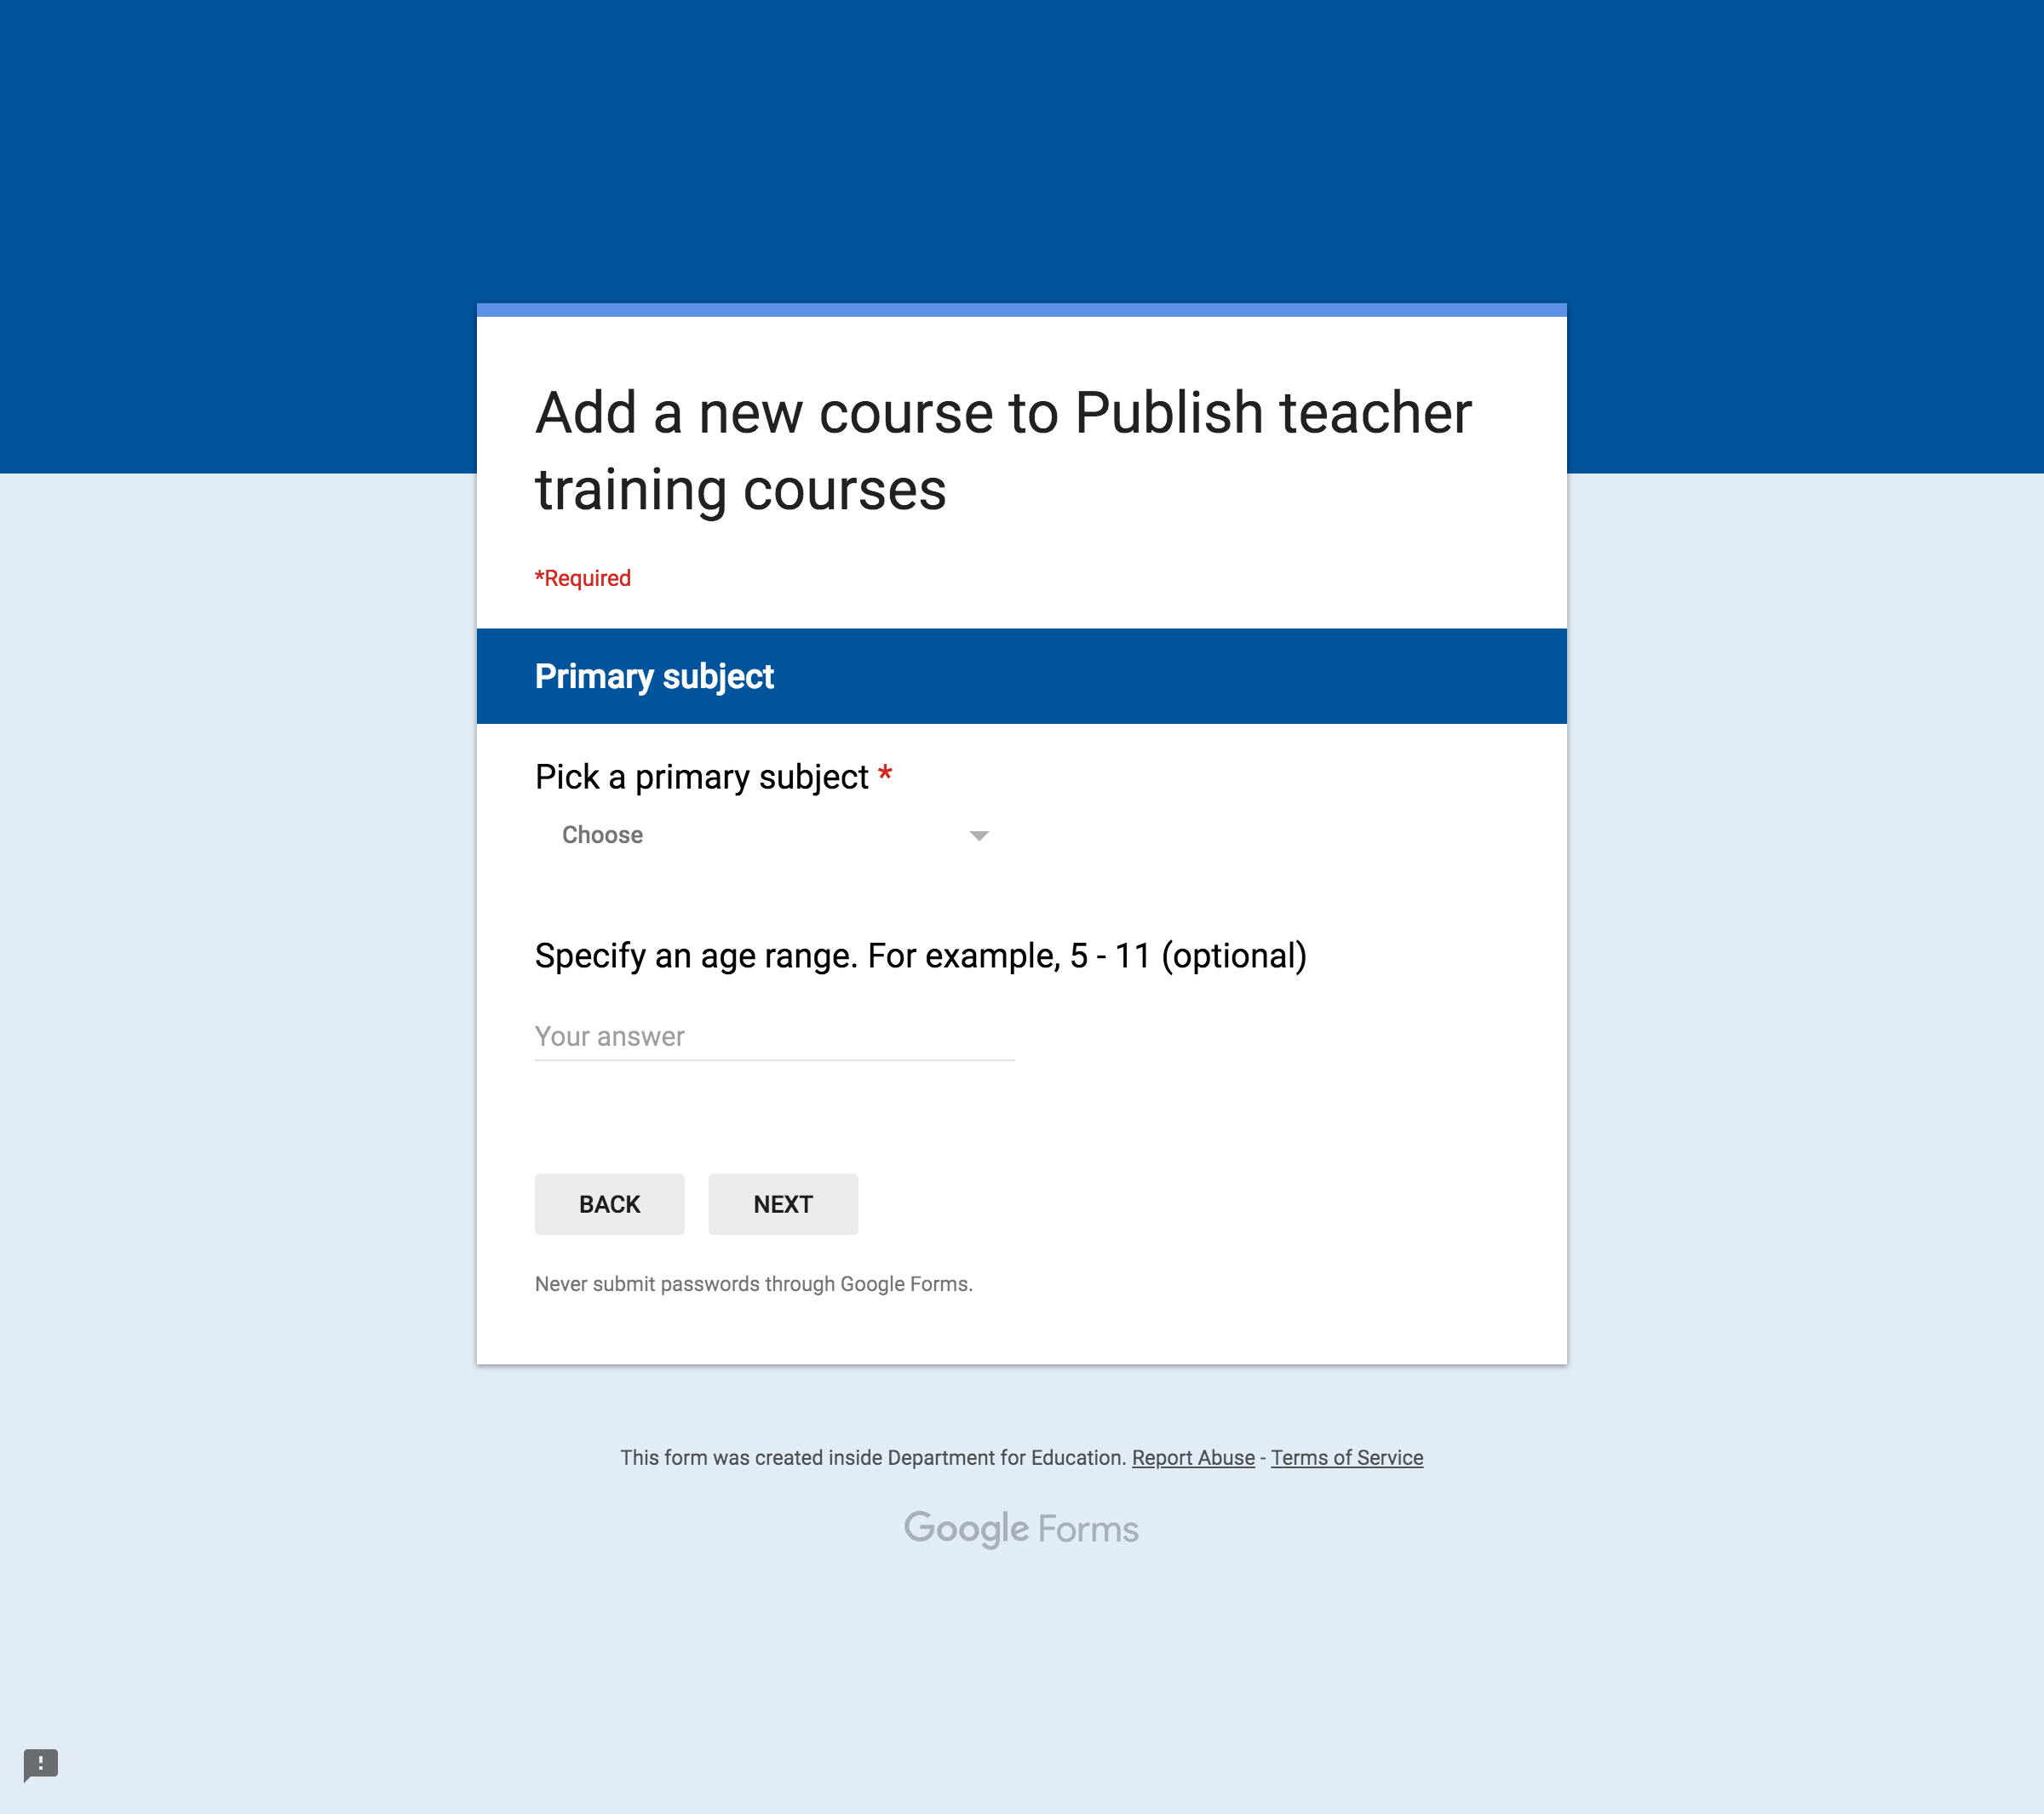 Add a new course to Publish teacher
training courses
*Required
Primary subject
Pick a primary subject *
Choose
Specify an age range. For example, 5 - 11 (optional)
Your answer
BACK NEXT
Never submit passwords through Google Forms.
This form was created inside Department for Education. Report Abuse - Terms of Service
Google Forms